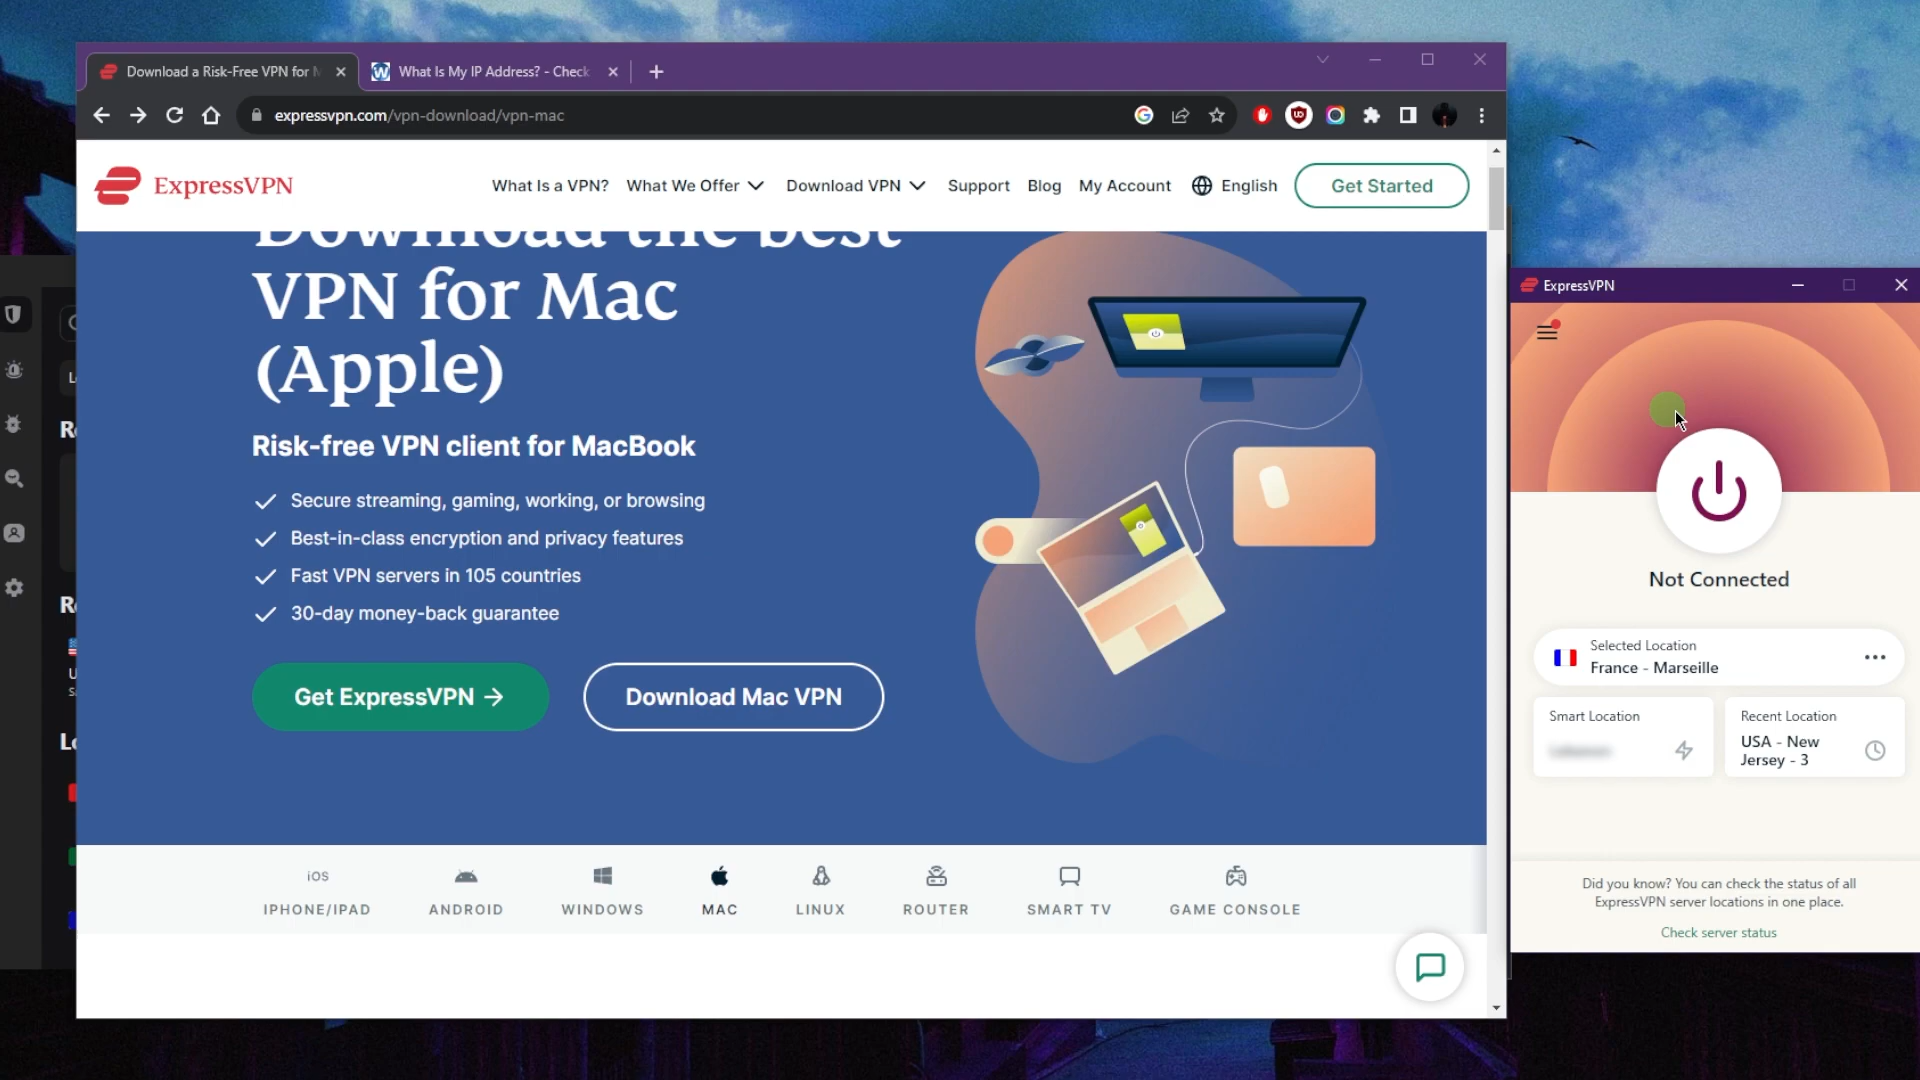 Download a Risk-Free VPN for M
What Is My IP Address? - Check
expressvpn.com/vpn-download/vpn-mac
ExpressVPN
What Is a VPN?
What We Offer
Download VPN
Support
Blog
My Account
English
Get Started
Download the best
VPN for Mac
(Apple)
Risk-free VPN client for MacBook
Secure streaming, gaming, working, or browsing
Best-in-class encryption and privacy features
Fast VPN servers in 105 countries
30-day money-back guarantee
Get ExpressVPN →
Download Mac VPN
iOS
IPHONE/IPAD
ANDROID
WINDOWS
MAC
LINUX
ROUTER
SMART TV
GAME CONSOLE
ExpressVPN
Not Connected
Selected Location
France - Marseille
Smart Location
Recent Location
USA - New
Jersey - 3
Did you know? You can check the status of all
ExpressVPN server locations in one place.
Check server status